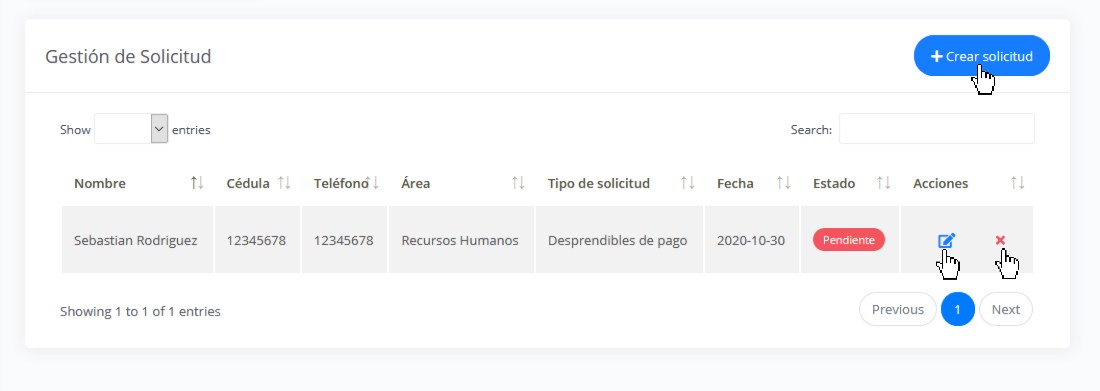 Gestión de Solicitud
Crear solicitud
Show entries
Search:
Nombre Cédula Teléfono Área Tipo de solicitud Fecha Estado Acciones
Sebastian Rodriguez 12345678 12345678 Recursos Humanos Desprendibles de pago 2020-10-30 Pendiente
Showing 1 to 1 of 1 entries
Previous 1 Next